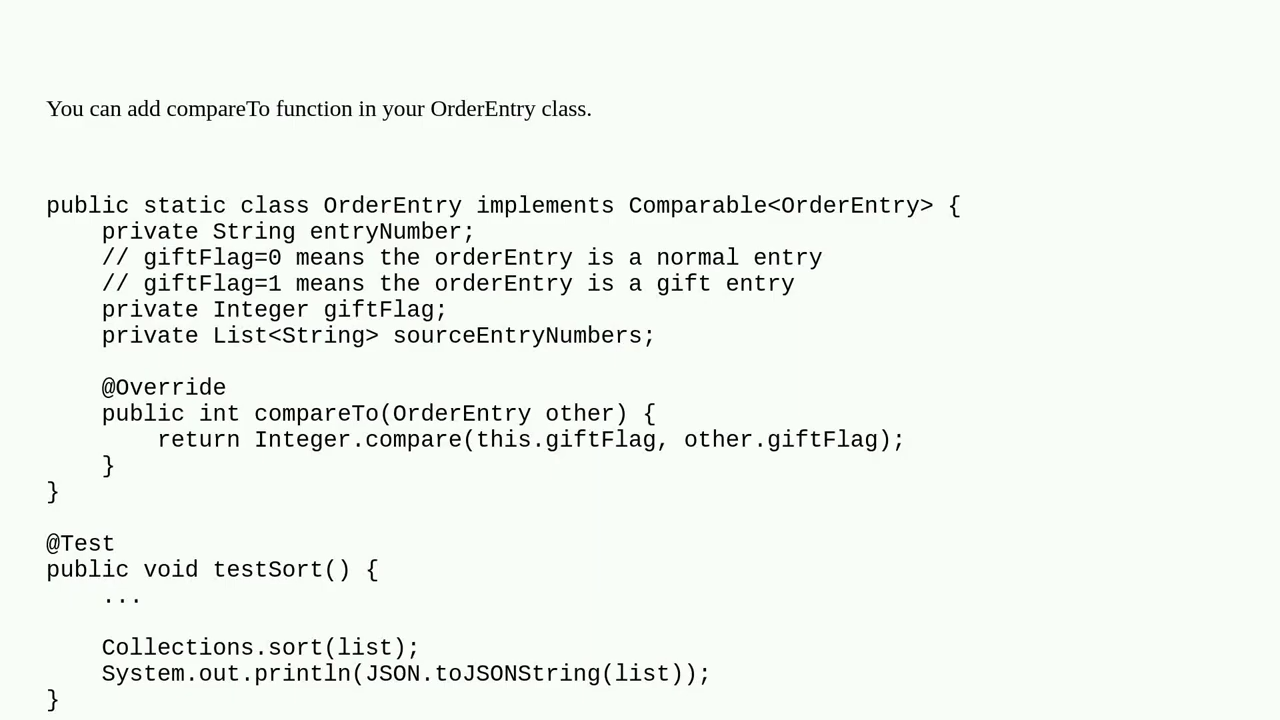 You can add compareTo function in your OrderEntry class.
public static class OrderEntry implements Comparable<OrderEntry> {
    private String entryNumber;
    // giftFlag=0 means the orderEntry is a normal entry
    // giftFlag=1 means the orderEntry is a gift entry
    private Integer giftFlag;
    private List<String> sourceEntryNumbers;
    @Override
    public int compareTo(OrderEntry other) {
        return Integer.compare(this.giftFlag, other.giftFlag);
    }
}
@Test
public void testSort() {
    ...
    Collections.sort(list);
    System.out.println(JSON.toJSONString(list));
}